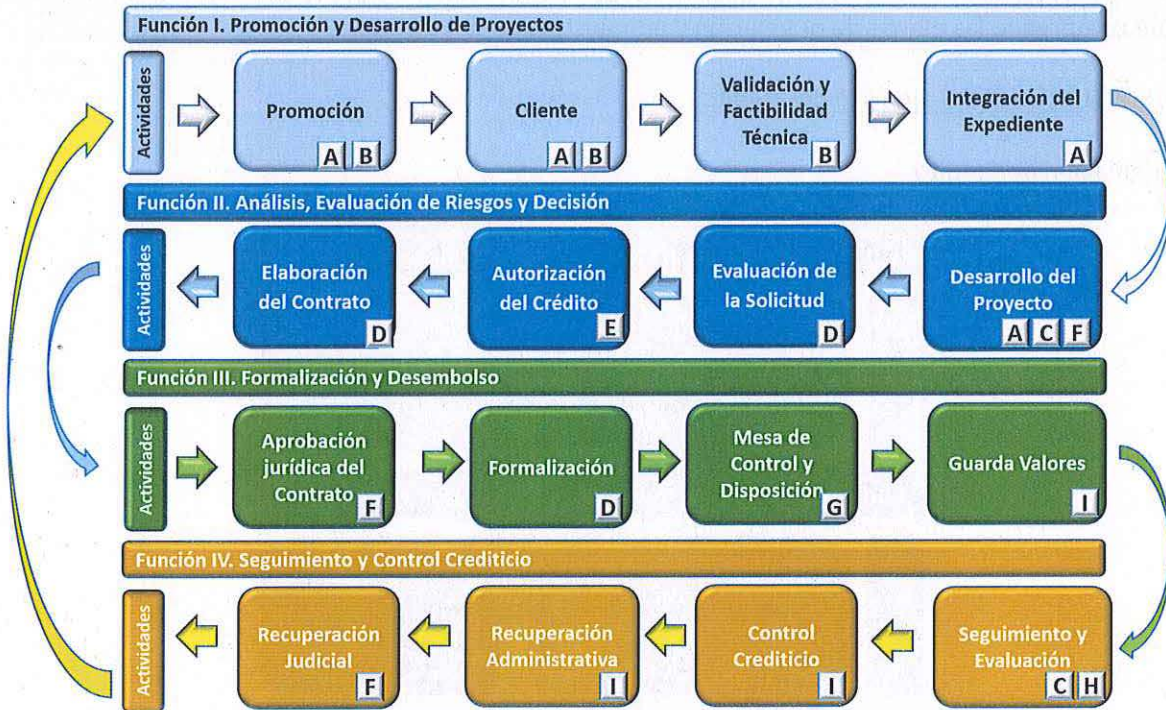 Función I. Promoción y Desarrollo de Proyectos
Actividades
Promoción
A B
Cliente
A B
Validación y
Factibilidad
Técnica
B
Integración del
Expediente
A
Función II. Análisis, Evaluación de Riesgos y Decisión
Actividades
Elaboración
del Contrato
D
Autorización
del Crédito
E
Evaluación de
la Solicitud
D
Desarrollo del
Proyecto
A C F
Función III. Formalización y Desembolso
Actividades
Aprobación
jurídica del
Contrato
F
Formalización
D
Mesa de
Control y
Disposición
G
Guarda Valores
I
Función IV. Seguimiento y Control Crediticio
Actividades
Recuperación
Judicial
F
Recuperación
Administrativa
I
Control
Crediticio
I
Seguimiento y
Evaluación
C H